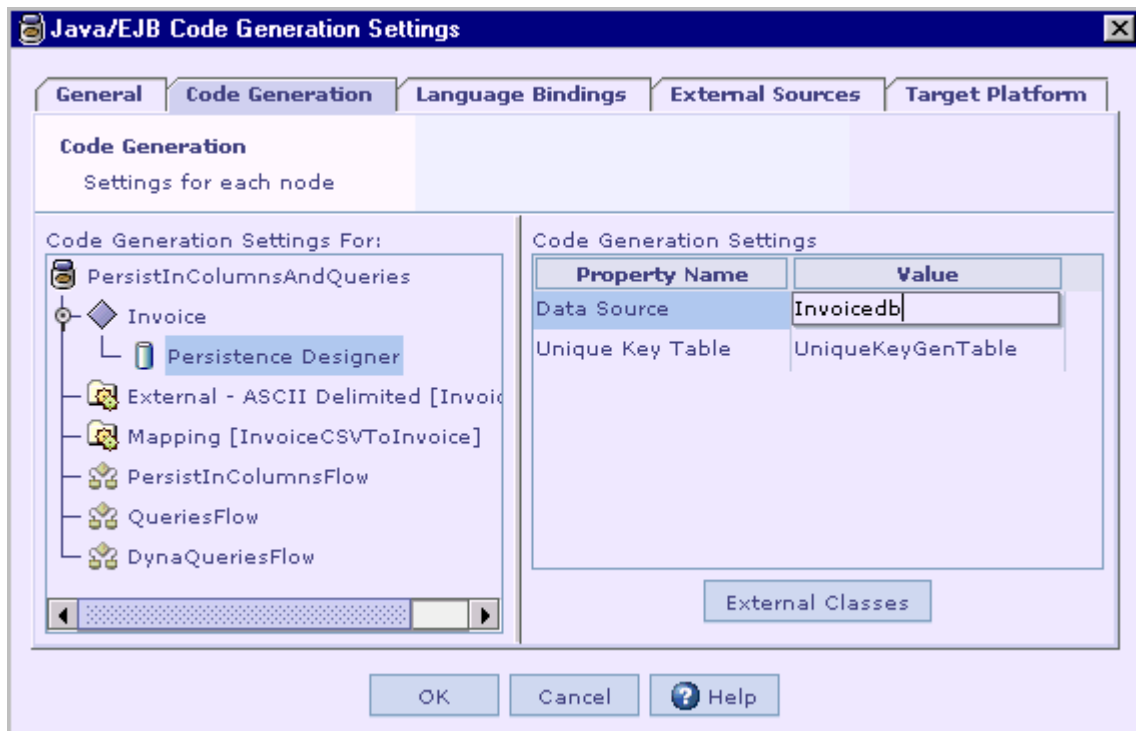 Java/EJB Code Generation Settings
General Code Generation Language Bindings External Sources Target Platform
Code Generation
Settings for each node
Code Generation Settings For:
PersistInColumnsAndQueries
Invoice
Persistence Designer
External - ASCII Delimited [Invoic
Mapping [InvoiceCSVToInvoice]
PersistInColumnsFlow
QueriesFlow
DynaQueriesFlow
Code Generation Settings
Property Name Value
Data Source Invoicedb
Unique Key Table UniqueKeyGenTable
External Classes
OK Cancel Help